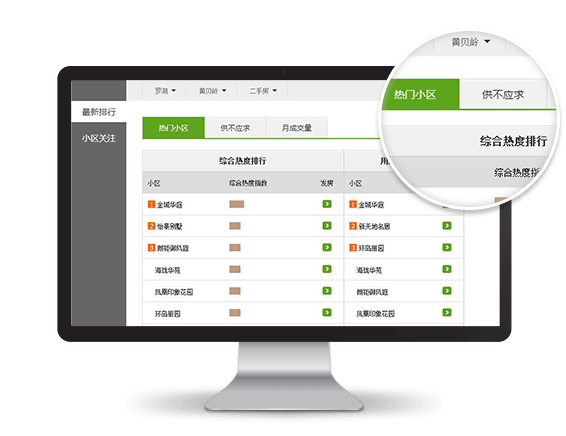 黄贝岭
热门小区 供不应求
综合热度排行
综合热度指
罗湖 黄贝岭 二手房
最新排行
小区关注
热门小区 供不应求 月成交量
综合热度排行 用
小区 综合热度指数 发房 小区
1 金城华庭 1 金城华庭
2 怡景别墅 2 新天地名居
3 朗钜御风庭 3 环岛丽园
海珑华苑 海珑华苑
凤凰印象花园 朗钜御风庭
环岛丽园 凤凰印象花园